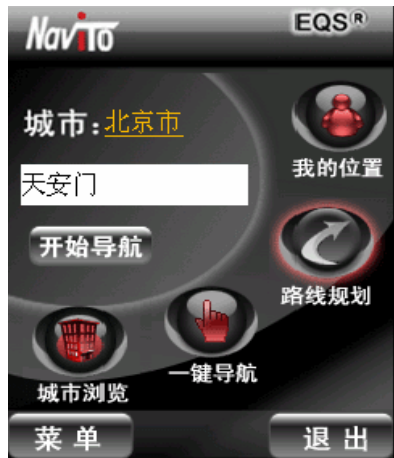 NavITo EQS®
城市:北京市
我的位置
天安门
开始导航
路线规划
一键导航
城市浏览
菜单 退出